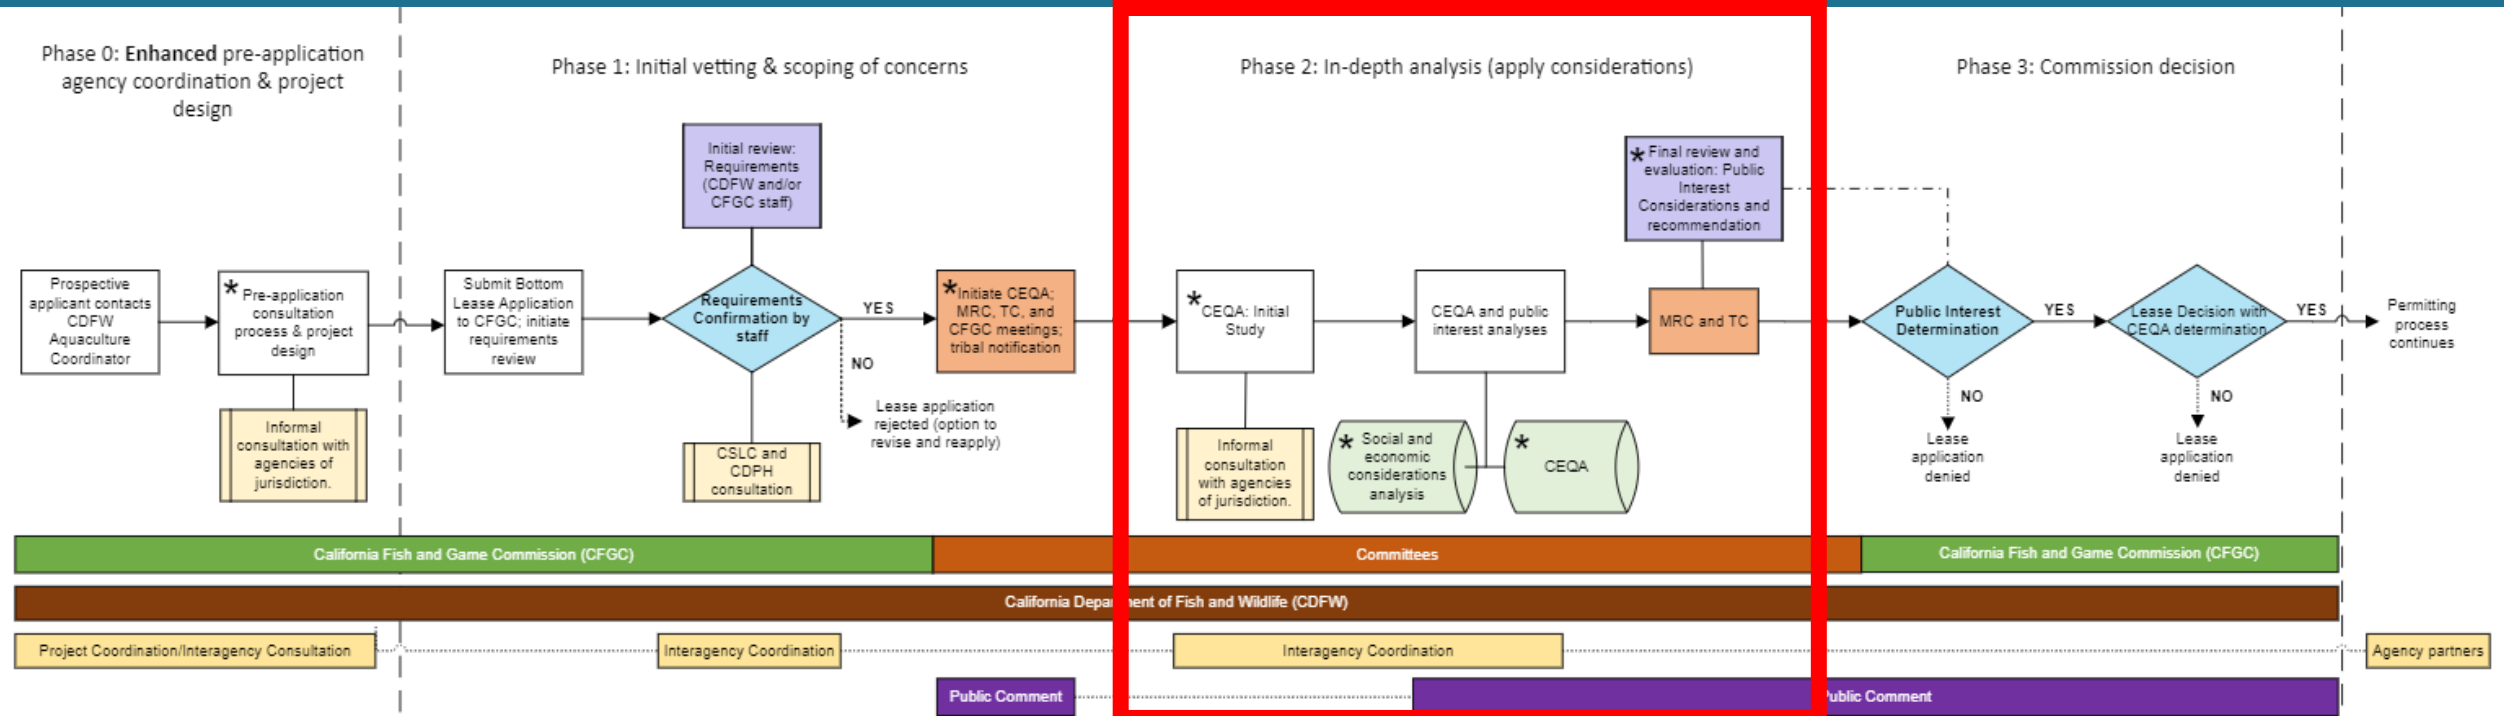 Phase 0: Enhanced pre-application
agency coordination & project
design
Phase 1: Initial vetting & scoping of concerns
Phase 2: In-depth analysis (apply considerations)
Phase 3: Commission decision
Prospective
applicant contacts
CDFW
Aquaculture
Coordinator
* Pre-application
consultation
process & project
design
Informal
consultation with
agencies of
jurisdiction.
Submit Bottom
Lease Application
to CFGC; initiate
requirements
review
Initial review:
Requirements
(CDFW and/or
CFGC staff)
Requirements
Confirmation by
staff
CSLC and
CDPH
consultation
YES
NO
Lease application
rejected (option to
revise and reapply)
* Initiate CEQA;
MRC, TC, and
CFGC meetings;
tribal notification
* CEQA: Initial
Study
Informal
consultation
with agencies
of jurisdiction.
CEQA and public
interest analyses
* Social and
economic
considerations
analysis
* CEQA
* Final review and
evaluation: Public
Interest
Considerations and
recommendation
MRC and TC
Public Interest
Determination
YES
NO
Lease
application
denied
Lease Decision with
CEQA determination
YES
NO
Lease
application
denied
Permitting
process
continues
California Fish and Game Commission (CFGC)
Committees
California Fish and Game Commission (CFGC)
California Department of Fish and Wildlife (CDFW)
Project Coordination/Interagency Consultation
Interagency Coordination
Interagency Coordination
Agency partners
Public Comment
Public Comment